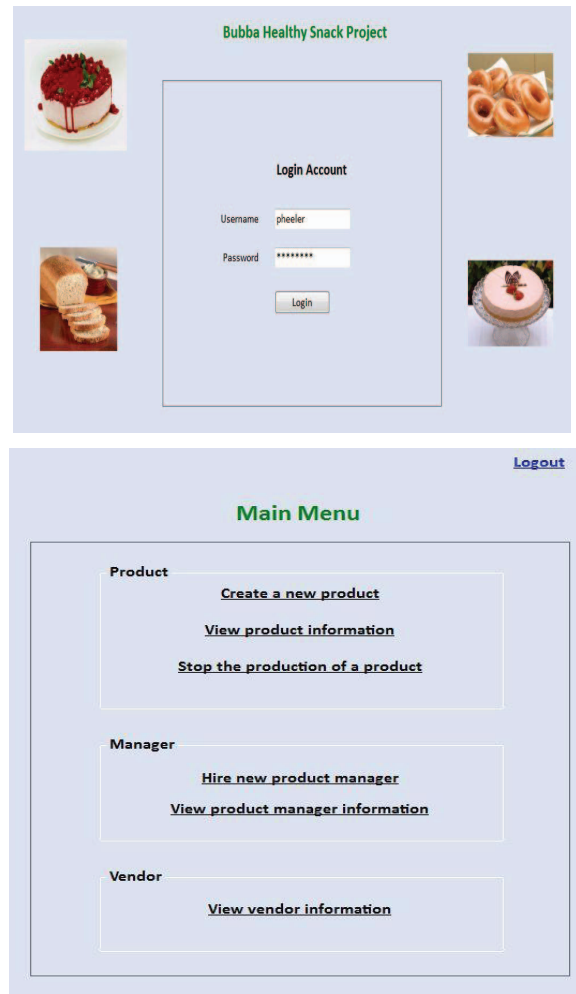 Bubba Healthy Snack Project
Login Account
Username pheeler
Password ********
Login
Logout
Main Menu
Product
Create a new product
View product information
Stop the production of a product
Manager
Hire new product manager
View product manager information
Vendor
View vendor information